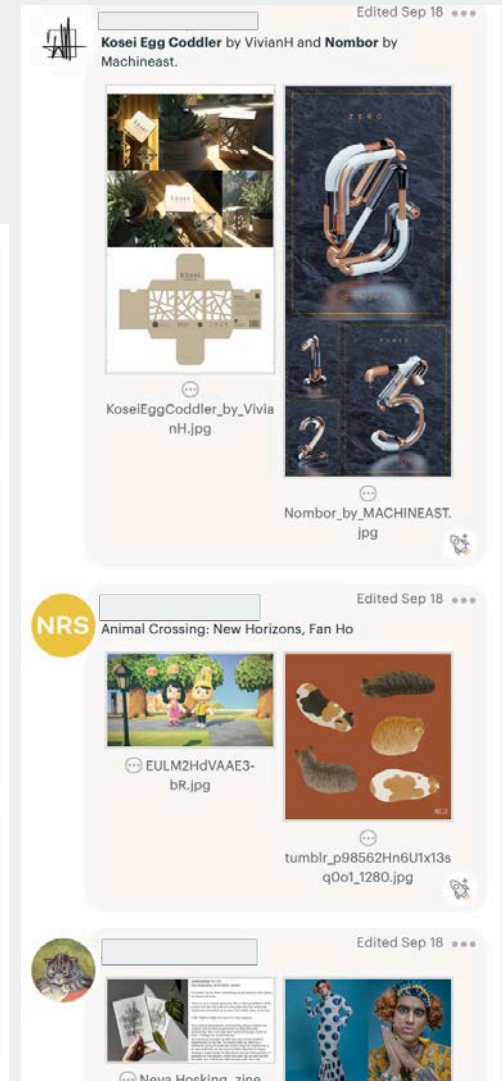 Edited Sep 18
Kosei Egg Coddler by VivianH and Nombor by
Machineast.
kösei
ZERO
THREE
KoseiEggCoddler_by_Vivia
nH.jpg
Nombor_by_MACHINEAST.
jpg
Edited Sep 18
NRS
Animal Crossing: New Horizons, Fan Ho
EULM2HdVAAE3-
bR.jpg
tumblr_p98562Hn6U1x13s
q0o1_1280.jpg
Edited Sep 18
Neva Hosking, zine